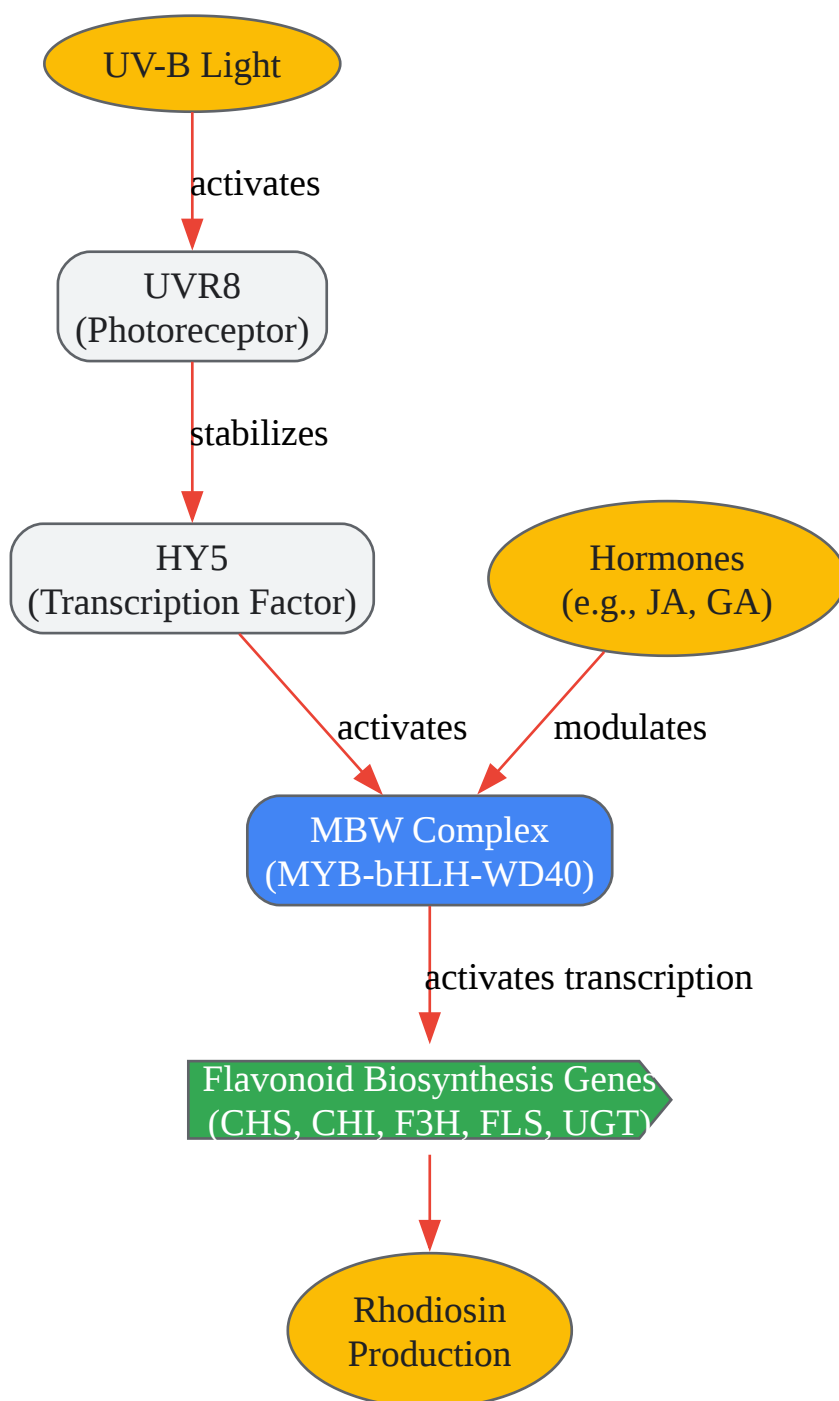 UV-B Light
activates
UVR8
(Photoreceptor)
stabilizes
HY5
(Transcription Factor)
Hormones
(e.g., JA, GA)
activates
modulates
MBW Complex
(MYB-bHLH-WD40)
activates transcription
Flavonoid Biosynthesis Genes
(CHS, CHI, F3H, FLS, UGT)
Rhodiosin
Production